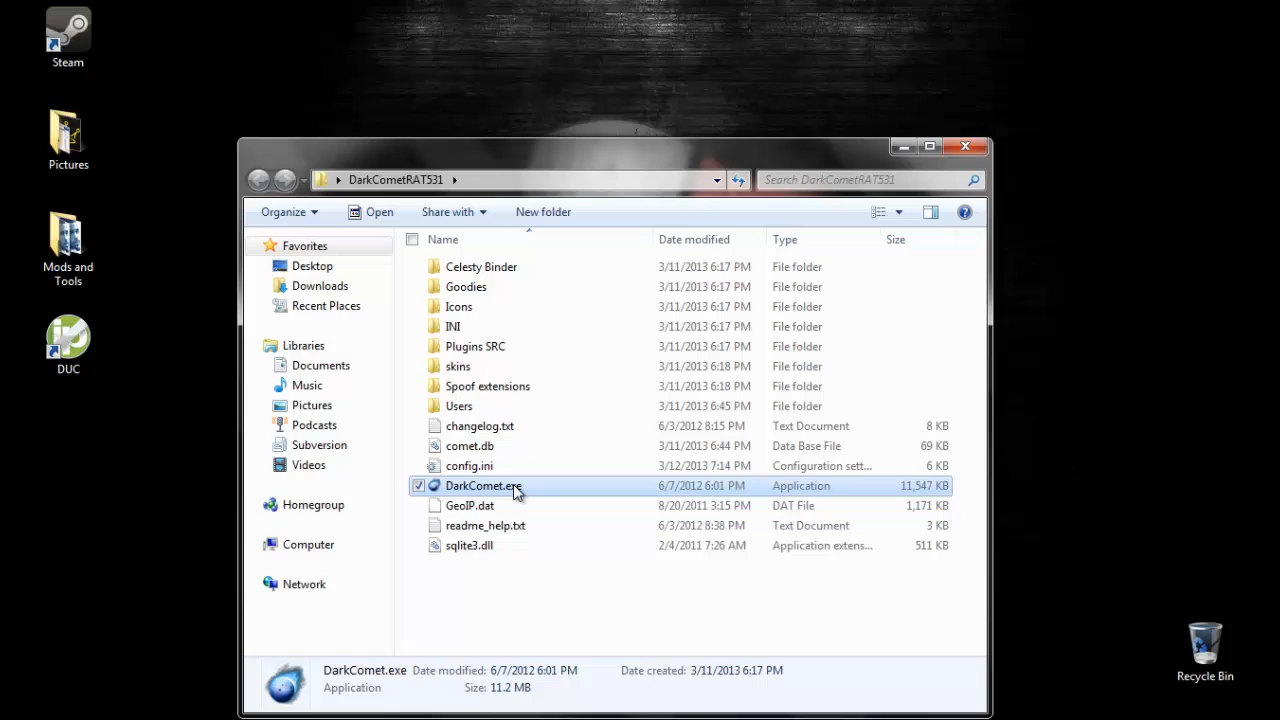 Steam
Pictures
Mods and
Tools
DUC
DarkCometRAT531
Search DarkCometRAT531
Organize Open Share with New folder
Name Date modified Type Size
Favorites
Desktop
Downloads
Recent Places
Libraries
Documents
Music
Pictures
Podcasts
Subversion
Videos
Homegroup
Computer
Network
Celesty Binder 3/11/2013 6:17 PM File folder
Goodies 3/11/2013 6:17 PM File folder
Icons 3/11/2013 6:17 PM File folder
INI 3/11/2013 6:17 PM File folder
Plugins SRC 3/11/2013 6:17 PM File folder
skins 3/11/2013 6:18 PM File folder
Spoof extensions 3/11/2013 6:18 PM File folder
Users 3/11/2013 6:45 PM File folder
changelog.txt 6/3/2012 8:15 PM Text Document 8 KB
comet.db 3/11/2013 6:44 PM Data Base File 69 KB
config.ini 3/12/2013 7:14 PM Configuration sett... 6 KB
DarkComet.exe 6/7/2012 6:01 PM Application 11,547 KB
GeoIP.dat 8/20/2011 3:15 PM DAT File 1,171 KB
readme_help.txt 6/3/2012 8:38 PM Text Document 3 KB
sqlite3.dll 2/4/2011 7:26 AM Application extens... 511 KB
DarkComet.exe Date modified: 6/7/2012 6:01 PM Date created: 3/11/2013 6:17 PM
Application Size: 11.2 MB
Recycle Bin